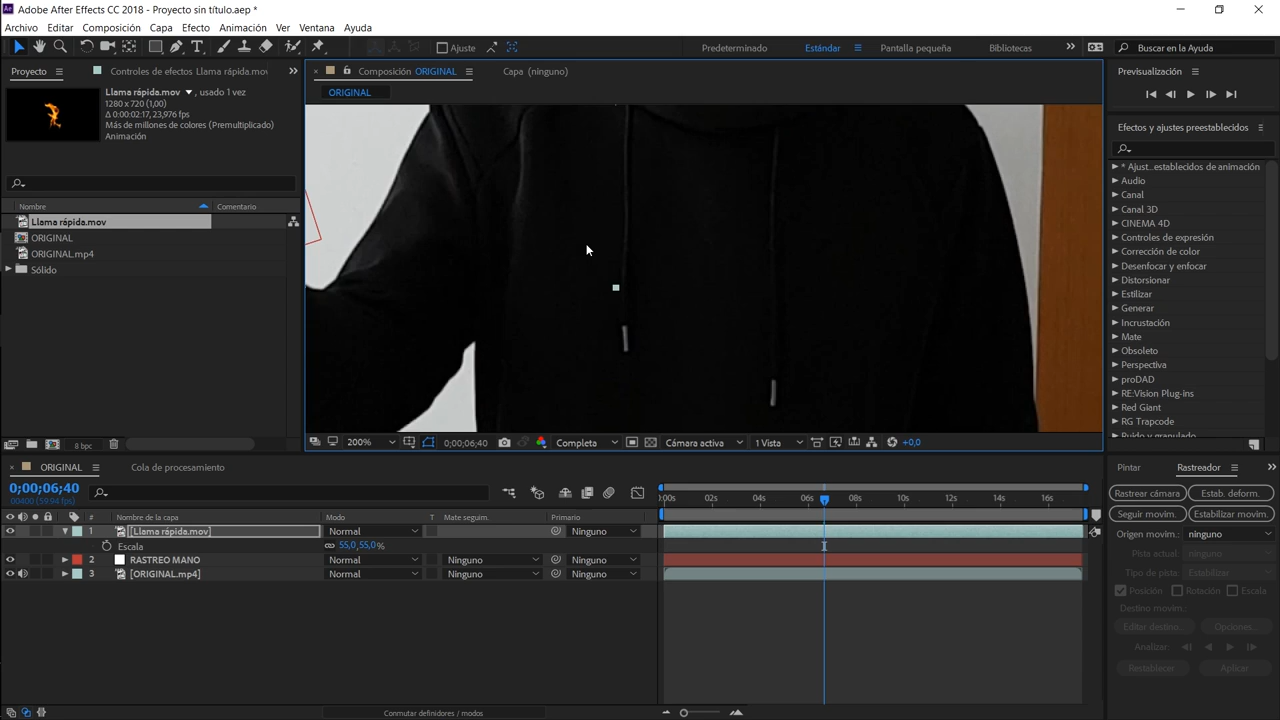 Adobe After Effects CC 2018 - Proyecto sin título.aep *
Archivo Editar Composición Capa Efecto Animación Ver Ventana Ayuda
Ajuste Predeterminado Estándar Pantalla pequeña Bibliotecas Buscar en la Ayuda
Proyecto Controles de efectos Llama rápida.mov
Composición ORIGINAL Capa (ninguno)
Previsualización
ORIGINAL
Llama rápida.mov , usado 1 vez
1280 x 720 (1,00)
Δ 0:00:02:17, 23,976 fps
Más de millones de colores (Premultiplicado)
Animación
Efectos y ajustes preestablecidos
* Ajust...establecidos de animación
Audio
Canal
Canal 3D
CINEMA 4D
Controles de expresión
Corrección de color
Desenfocar y enfocar
Distorsionar
Estilizar
Generar
Incrustación
Mate
Obsoleto
Perspectiva
proDAD
RE:Vision Plug-ins
Red Giant
RG Trapcode
Ruido y granulado
Nombre Comentario
Llama rápida.mov
ORIGINAL
ORIGINAL.mp4
Sólido
8 bpc
200% 0;00;06;40 Completa Cámara activa 1 Vista +0,0
ORIGINAL Cola de procesamiento
0;00;06;40
00400 (59.94 fps)
:00s 02s 04s 06s 08s 10s 12s 14s 16s
# Nombre de la capa Modo T Mate seguim. Primario
1 [Llama rápida.mov] Normal Ninguno
Escala 55,0,55,0%
2 RASTREO MANO Normal Ninguno Ninguno
3 [ORIGINAL.mp4] Normal Ninguno Ninguno
Conmutar definidores / modos
Pintar Rastreador
Rastrear cámara Estab. deform.
Seguir movim. Estabilizar movim.
Origen movim.: ninguno
Pista actual: ninguno
Tipo de pista: Estabilizar
Posición Rotación Escala
Destino movim.:
Editar destino... Opciones...
Analizar:
Restablecer Aplicar